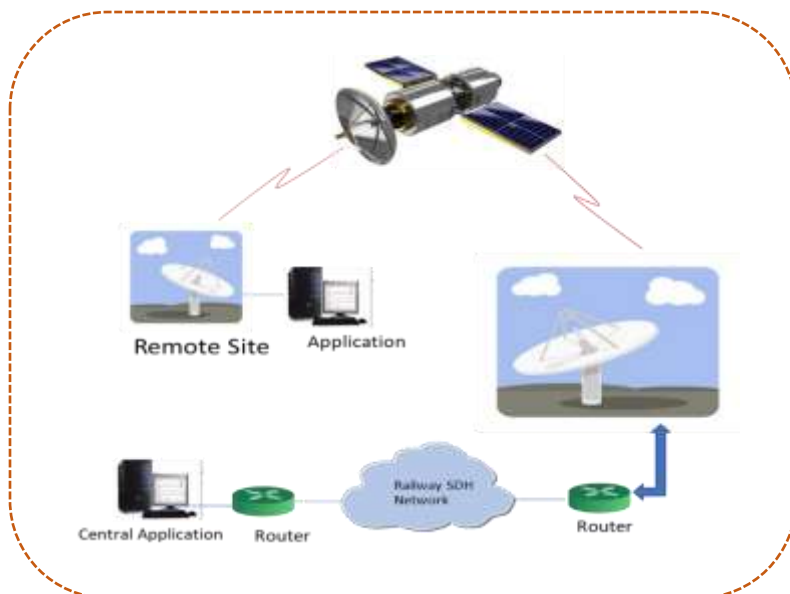 Remote Site
Application
Railway SDH
Network
Central Application
Router
Router